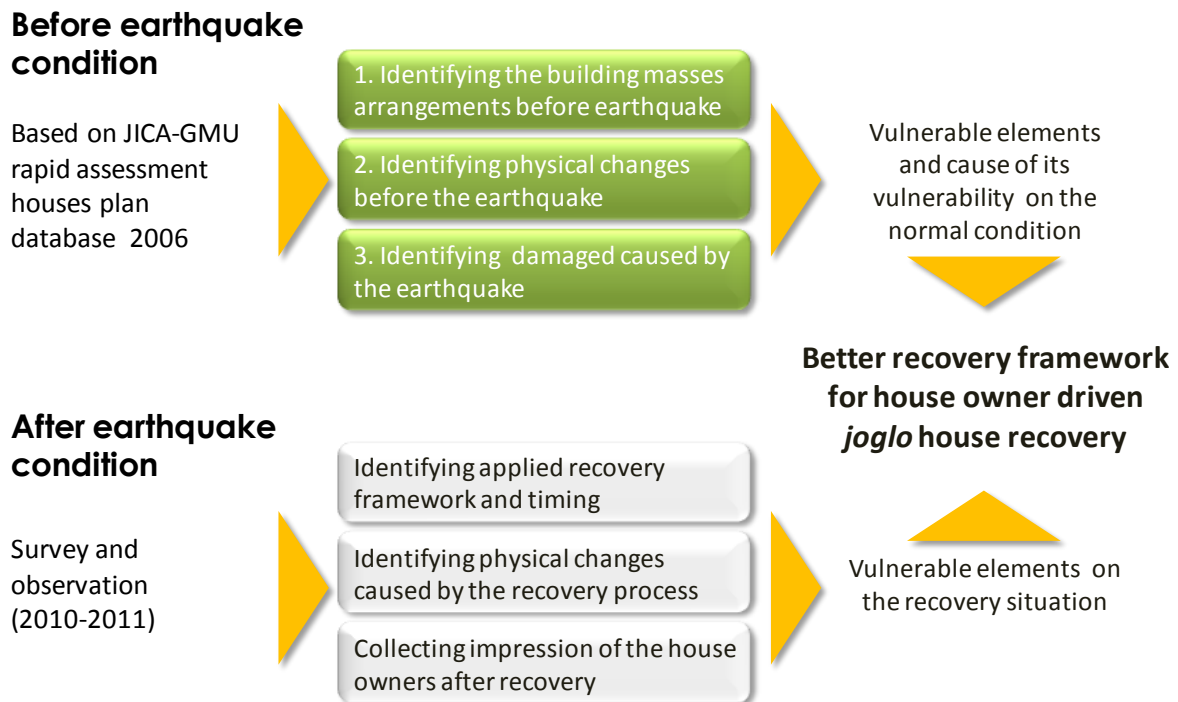 Before earthquake
condition
Based on JICA-GMU
rapid assessment
houses plan
database 2006
1. Identifying the building masses
arrangements before earthquake
2. Identifying physical changes
before the earthquake
3. Identifying damaged caused by
the earthquake
Vulnerable elements
and cause of its
vulnerability on the
normal condition
Better recovery framework
for house owner driven
joglo house recovery
After earthquake
condition
Survey and
observation
(2010-2011)
Identifying applied recovery
framework and timing
Identifying physical changes
caused by the recovery process
Collecting impression of the house
owners after recovery
Vulnerable elements on
the recovery situation